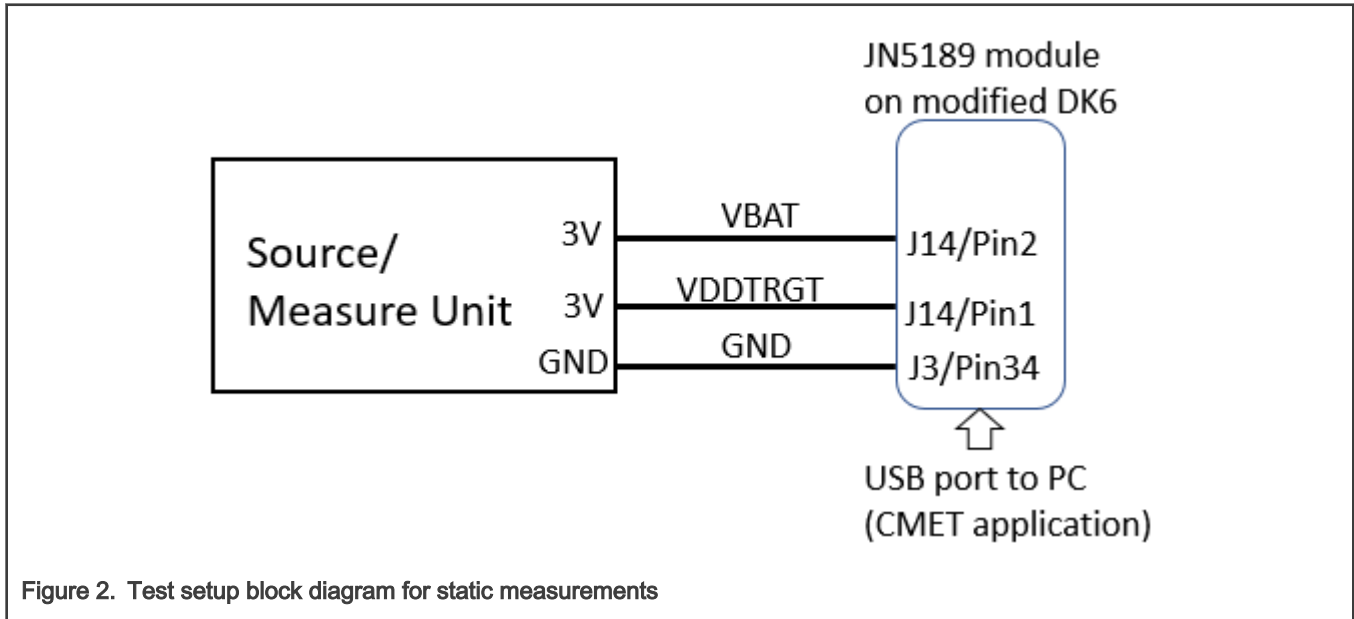 JN5189 module
on modified DK6
Source/
Measure Unit
3V
VBAT
J14/Pin2
3V
VDDTRGT
J14/Pin1
GND
GND
J3/Pin34
USB port to PC
(CMET application)
Figure 2. Test setup block diagram for static measurements